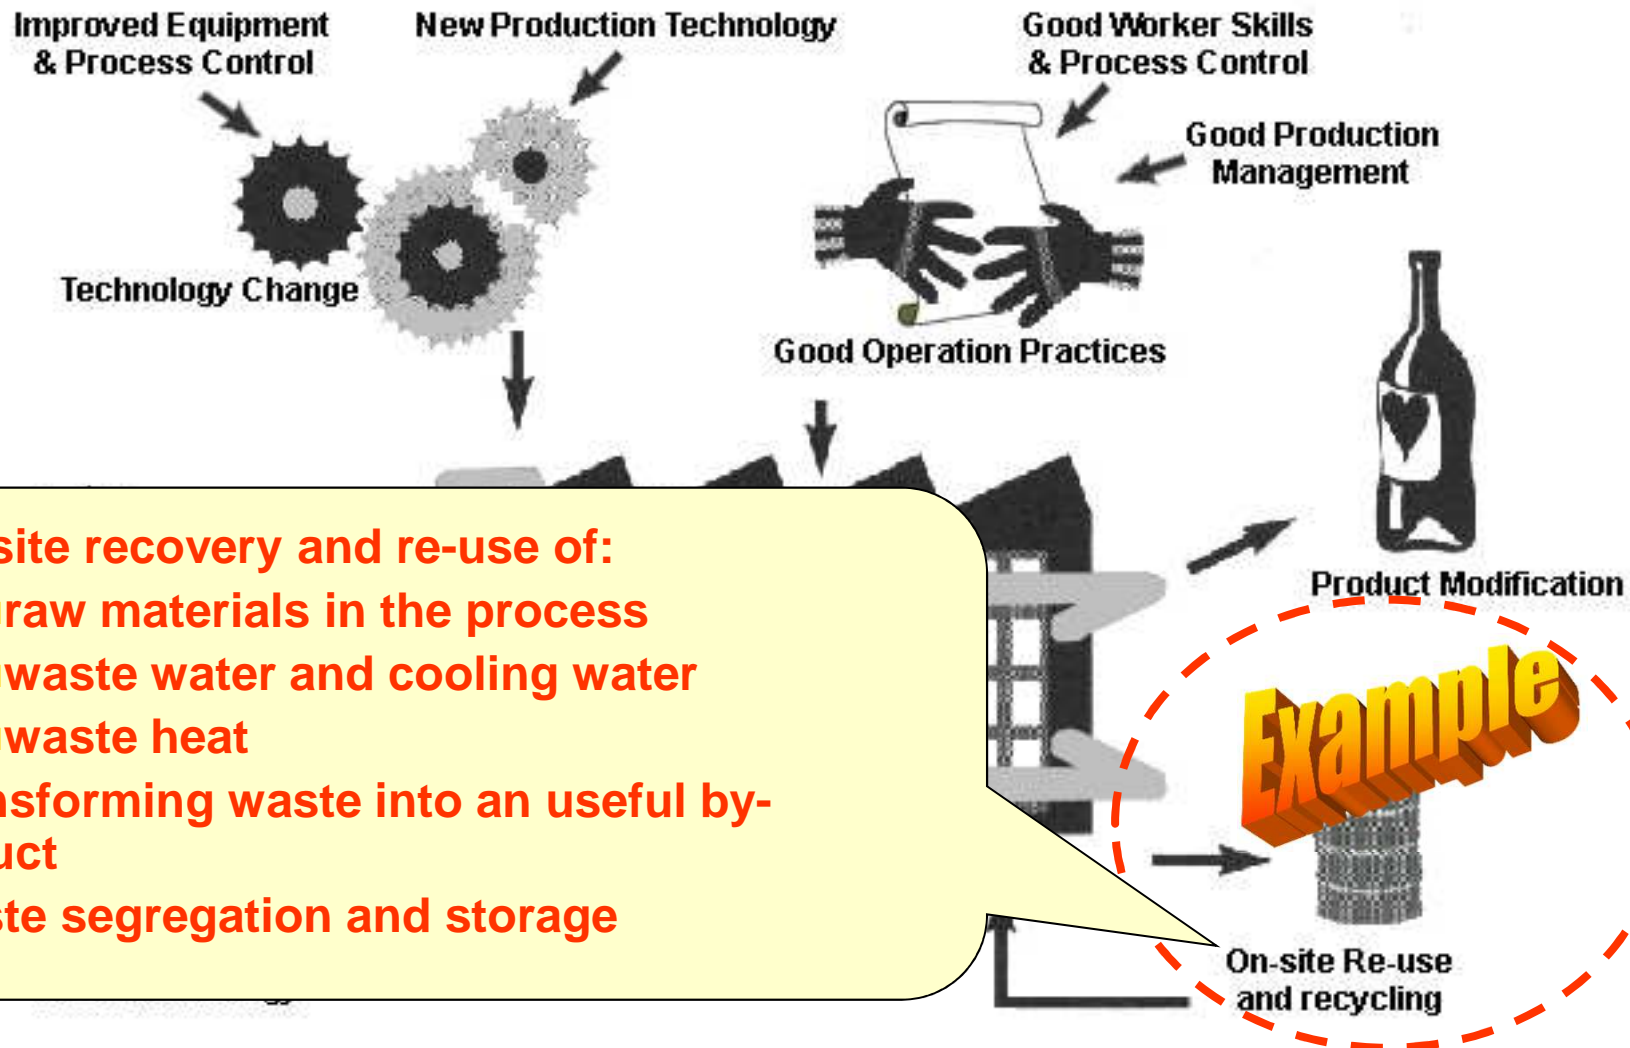 Improved Equipment
& Process Control
New Production Technology
Good Worker Skills
& Process Control
Good Production
Management
Technology Change
Good Operation Practices
Product Modification
site recovery and re-use of:
raw materials in the process
waste water and cooling water
waste heat
nsforming waste into an useful by-
uct
ste segregation and storage
Example
On-site Re-use
and recycling